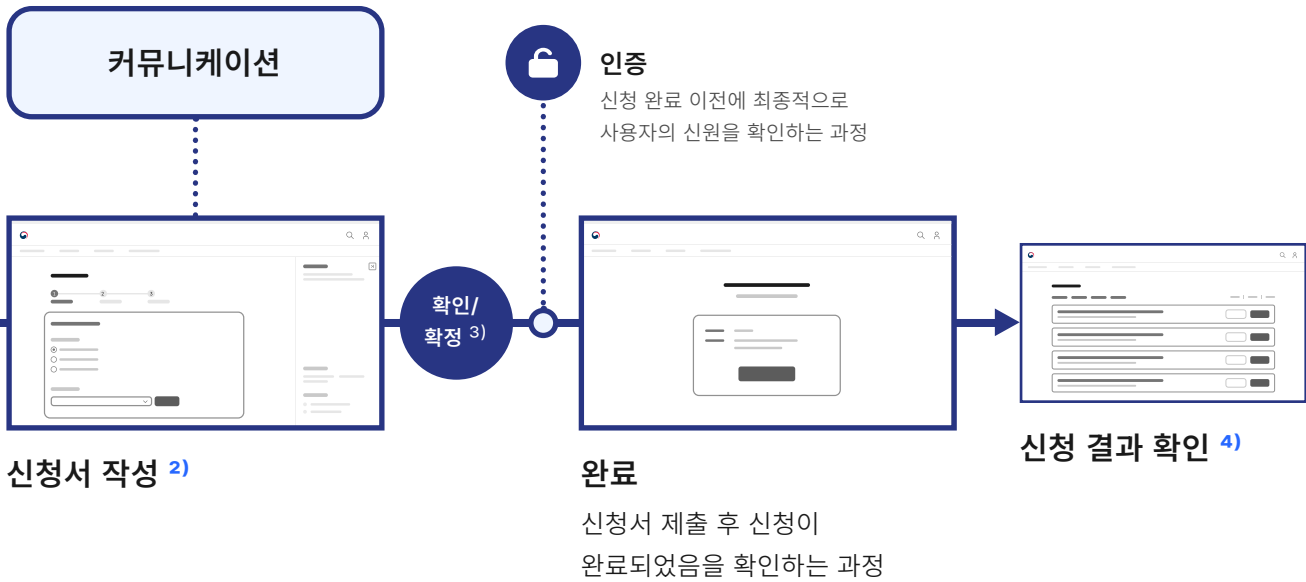 커뮤니케이션
인증
신청 완료 이전에 최종적으로
사용자의 신원을 확인하는 과정
1 2 3
확인/
확정 3)
신청서 작성 2)
완료
신청서 제출 후 신청이
완료되었음을 확인하는 과정
신청 결과 확인 4)